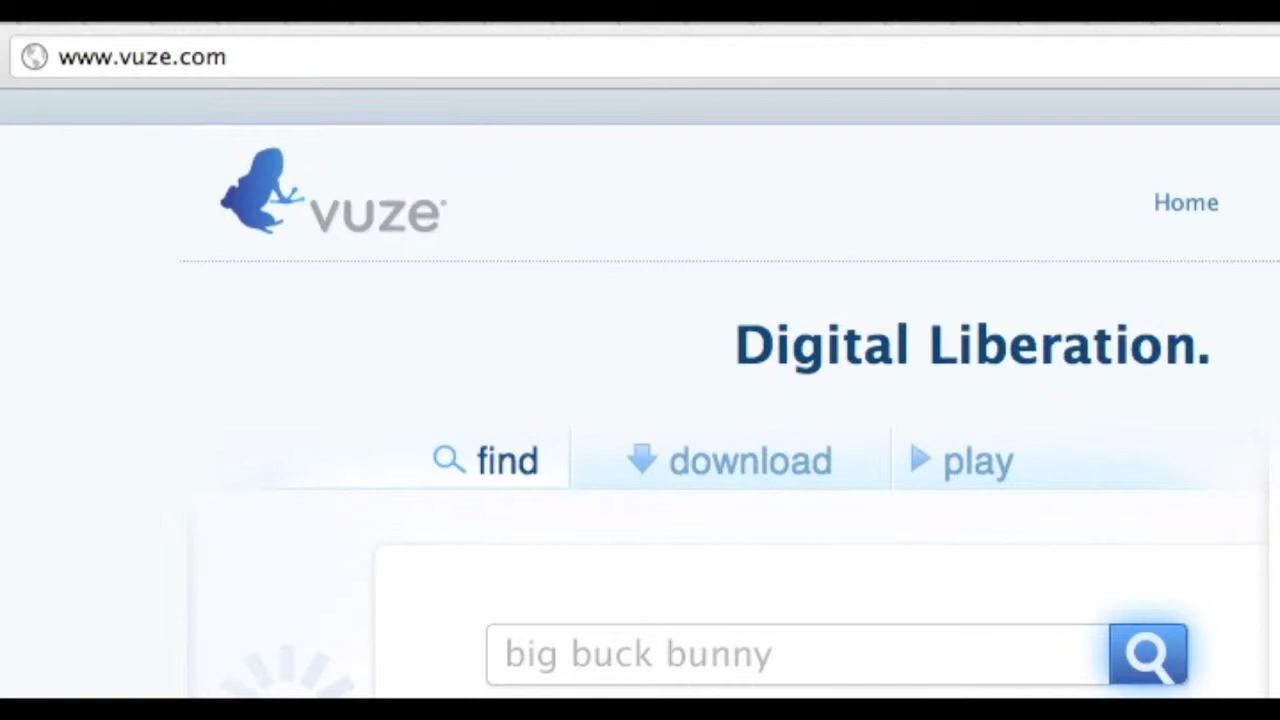 www.vuze.com
vuze
Home
Digital Liberation.
find
download
play
big buck bunny